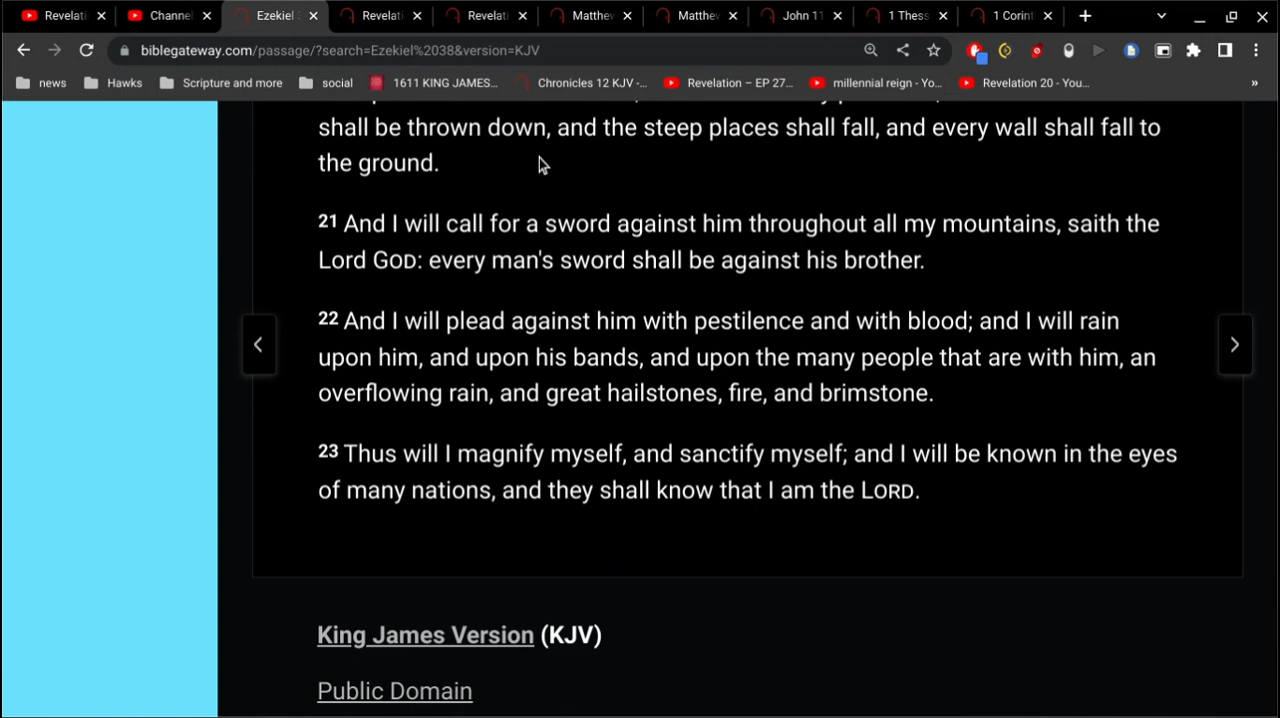 Revelati
Channel
Ezekiel 3
Revelati
Revelati
Matthew
Matthew
John 11
1 Thess
1 Corint
biblegateway.com/passage/?search=Ezekiel%2038&version=KJV
news
Hawks
Scripture and more
social
1611 KING JAMES...
Chronicles 12 KJV -...
Revelation – EP 27...
millennial reign - Yo...
Revelation 20 - You...
»
shall be thrown down, and the steep places shall fall, and every wall shall fall to
the ground.
21 And I will call for a sword against him throughout all my mountains, saith the
Lord GOD: every man's sword shall be against his brother.
22 And I will plead against him with pestilence and with blood; and I will rain
upon him, and upon his bands, and upon the many people that are with him, an
overflowing rain, and great hailstones, fire, and brimstone.
23 Thus will I magnify myself, and sanctify myself; and I will be known in the eyes
of many nations, and they shall know that I am the LORD.
King James Version (KJV)
Public Domain